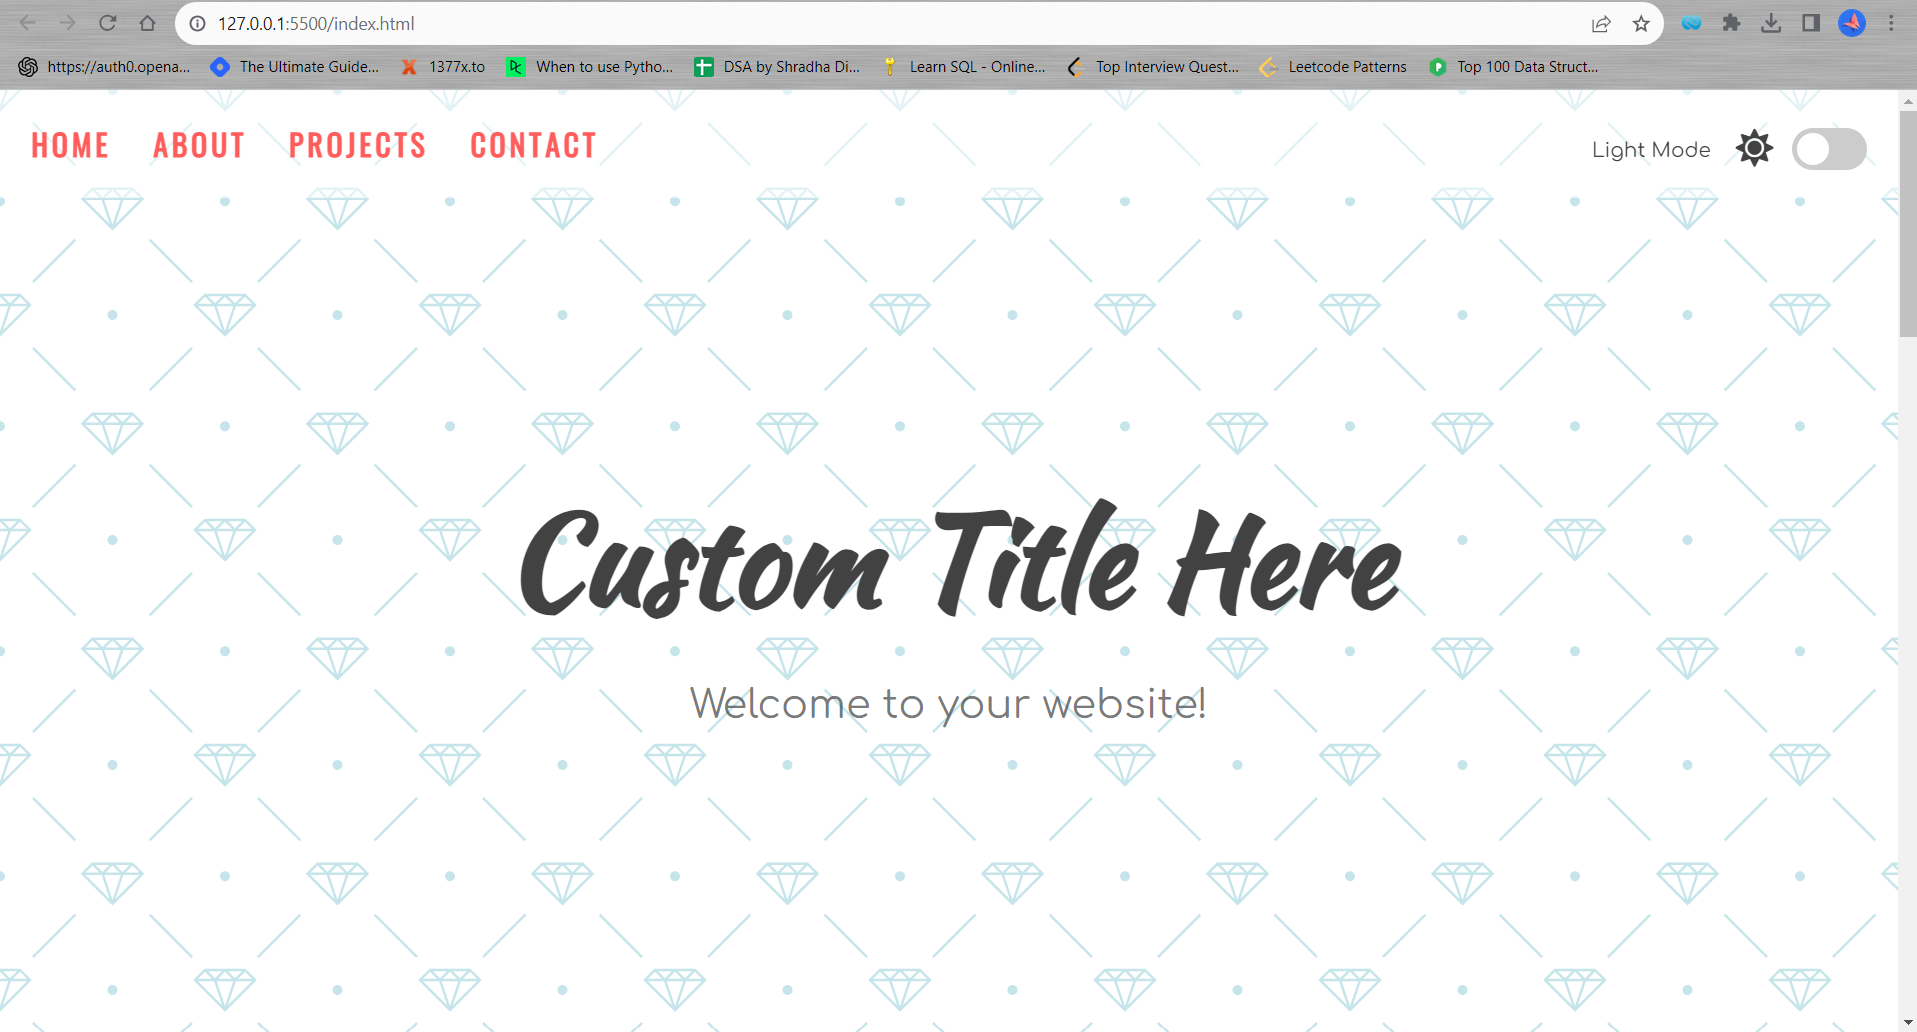 127.0.0.1:5500/index.html
https://auth0.opena... The Ultimate Guide... 1377x.to When to use Pytho... DSA by Shradha Di... Learn SQL - Online... Top Interview Quest... Leetcode Patterns Top 100 Data Struct...
HOME ABOUT PROJECTS CONTACT Light Mode
Custom Title Here
Welcome to your website!